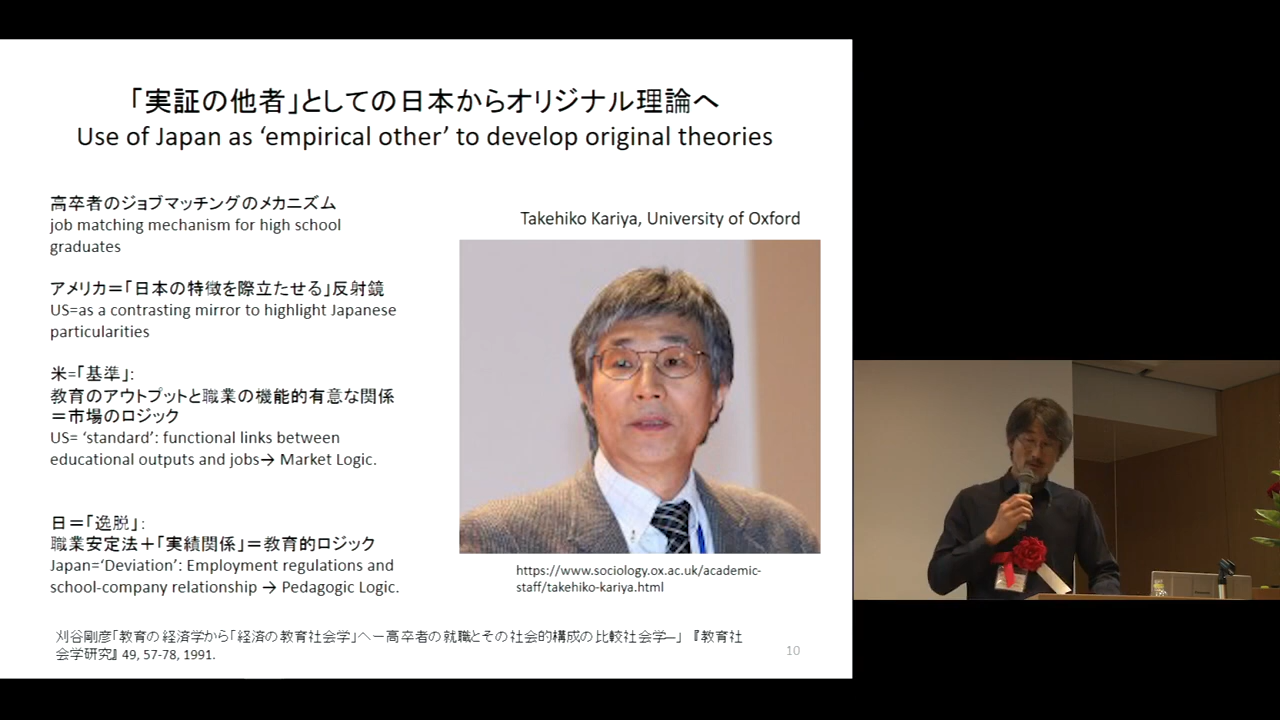 「実証の他者」としての日本からオリジナル理論へ
Use of Japan as ‘empirical other’ to develop original theories
高卒者のジョブマッチングのメカニズム
job matching mechanism for high school
graduates
アメリカ＝「日本の特徴を際立たせる」反射鏡
US=as a contrasting mirror to highlight Japanese
particularities
米=「基準」:
教育のアウトプットと職業の機能的有意な関係
＝市場のロジック
US= ‘standard’: functional links between
educational outputs and jobs→ Market Logic.
日＝「逸脱」:
職業安定法＋「実績関係」＝教育的ロジック
Japan=‘Deviation’: Employment regulations and
school-company relationship → Pedagogic Logic.
Takehiko Kariya, University of Oxford
https://www.sociology.ox.ac.uk/academic-
staff/takehiko-kariya.html
刈谷剛彦「教育の経済学から「経済の教育社会学」へー高卒者の就職とその社会的構成の比較社会学―」『教育社
会学研究』 49, 57-78, 1991.
10